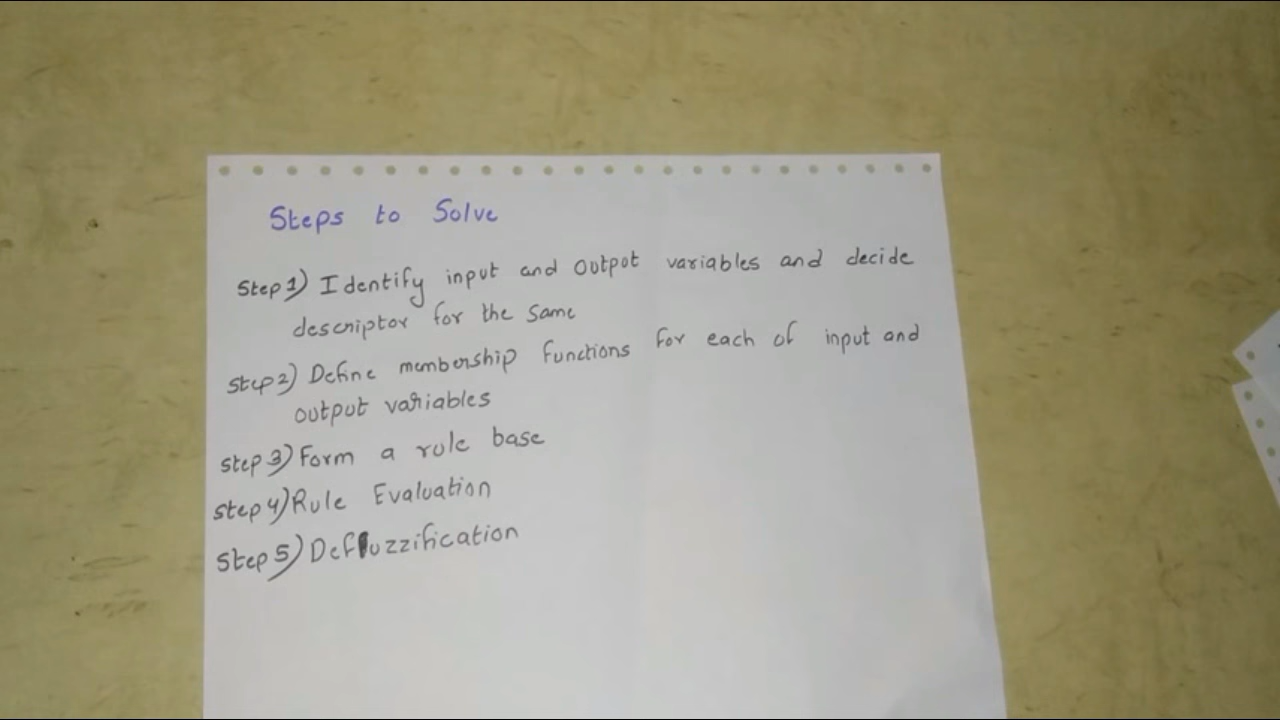 Steps to Solve
Step 1) Identify input and output variables and decide
descriptor for the same
Step 2) Define membership functions for each of input and
output variables
Step 3) Form a rule base
Step 4) Rule Evaluation
Step 5) Defuzzification